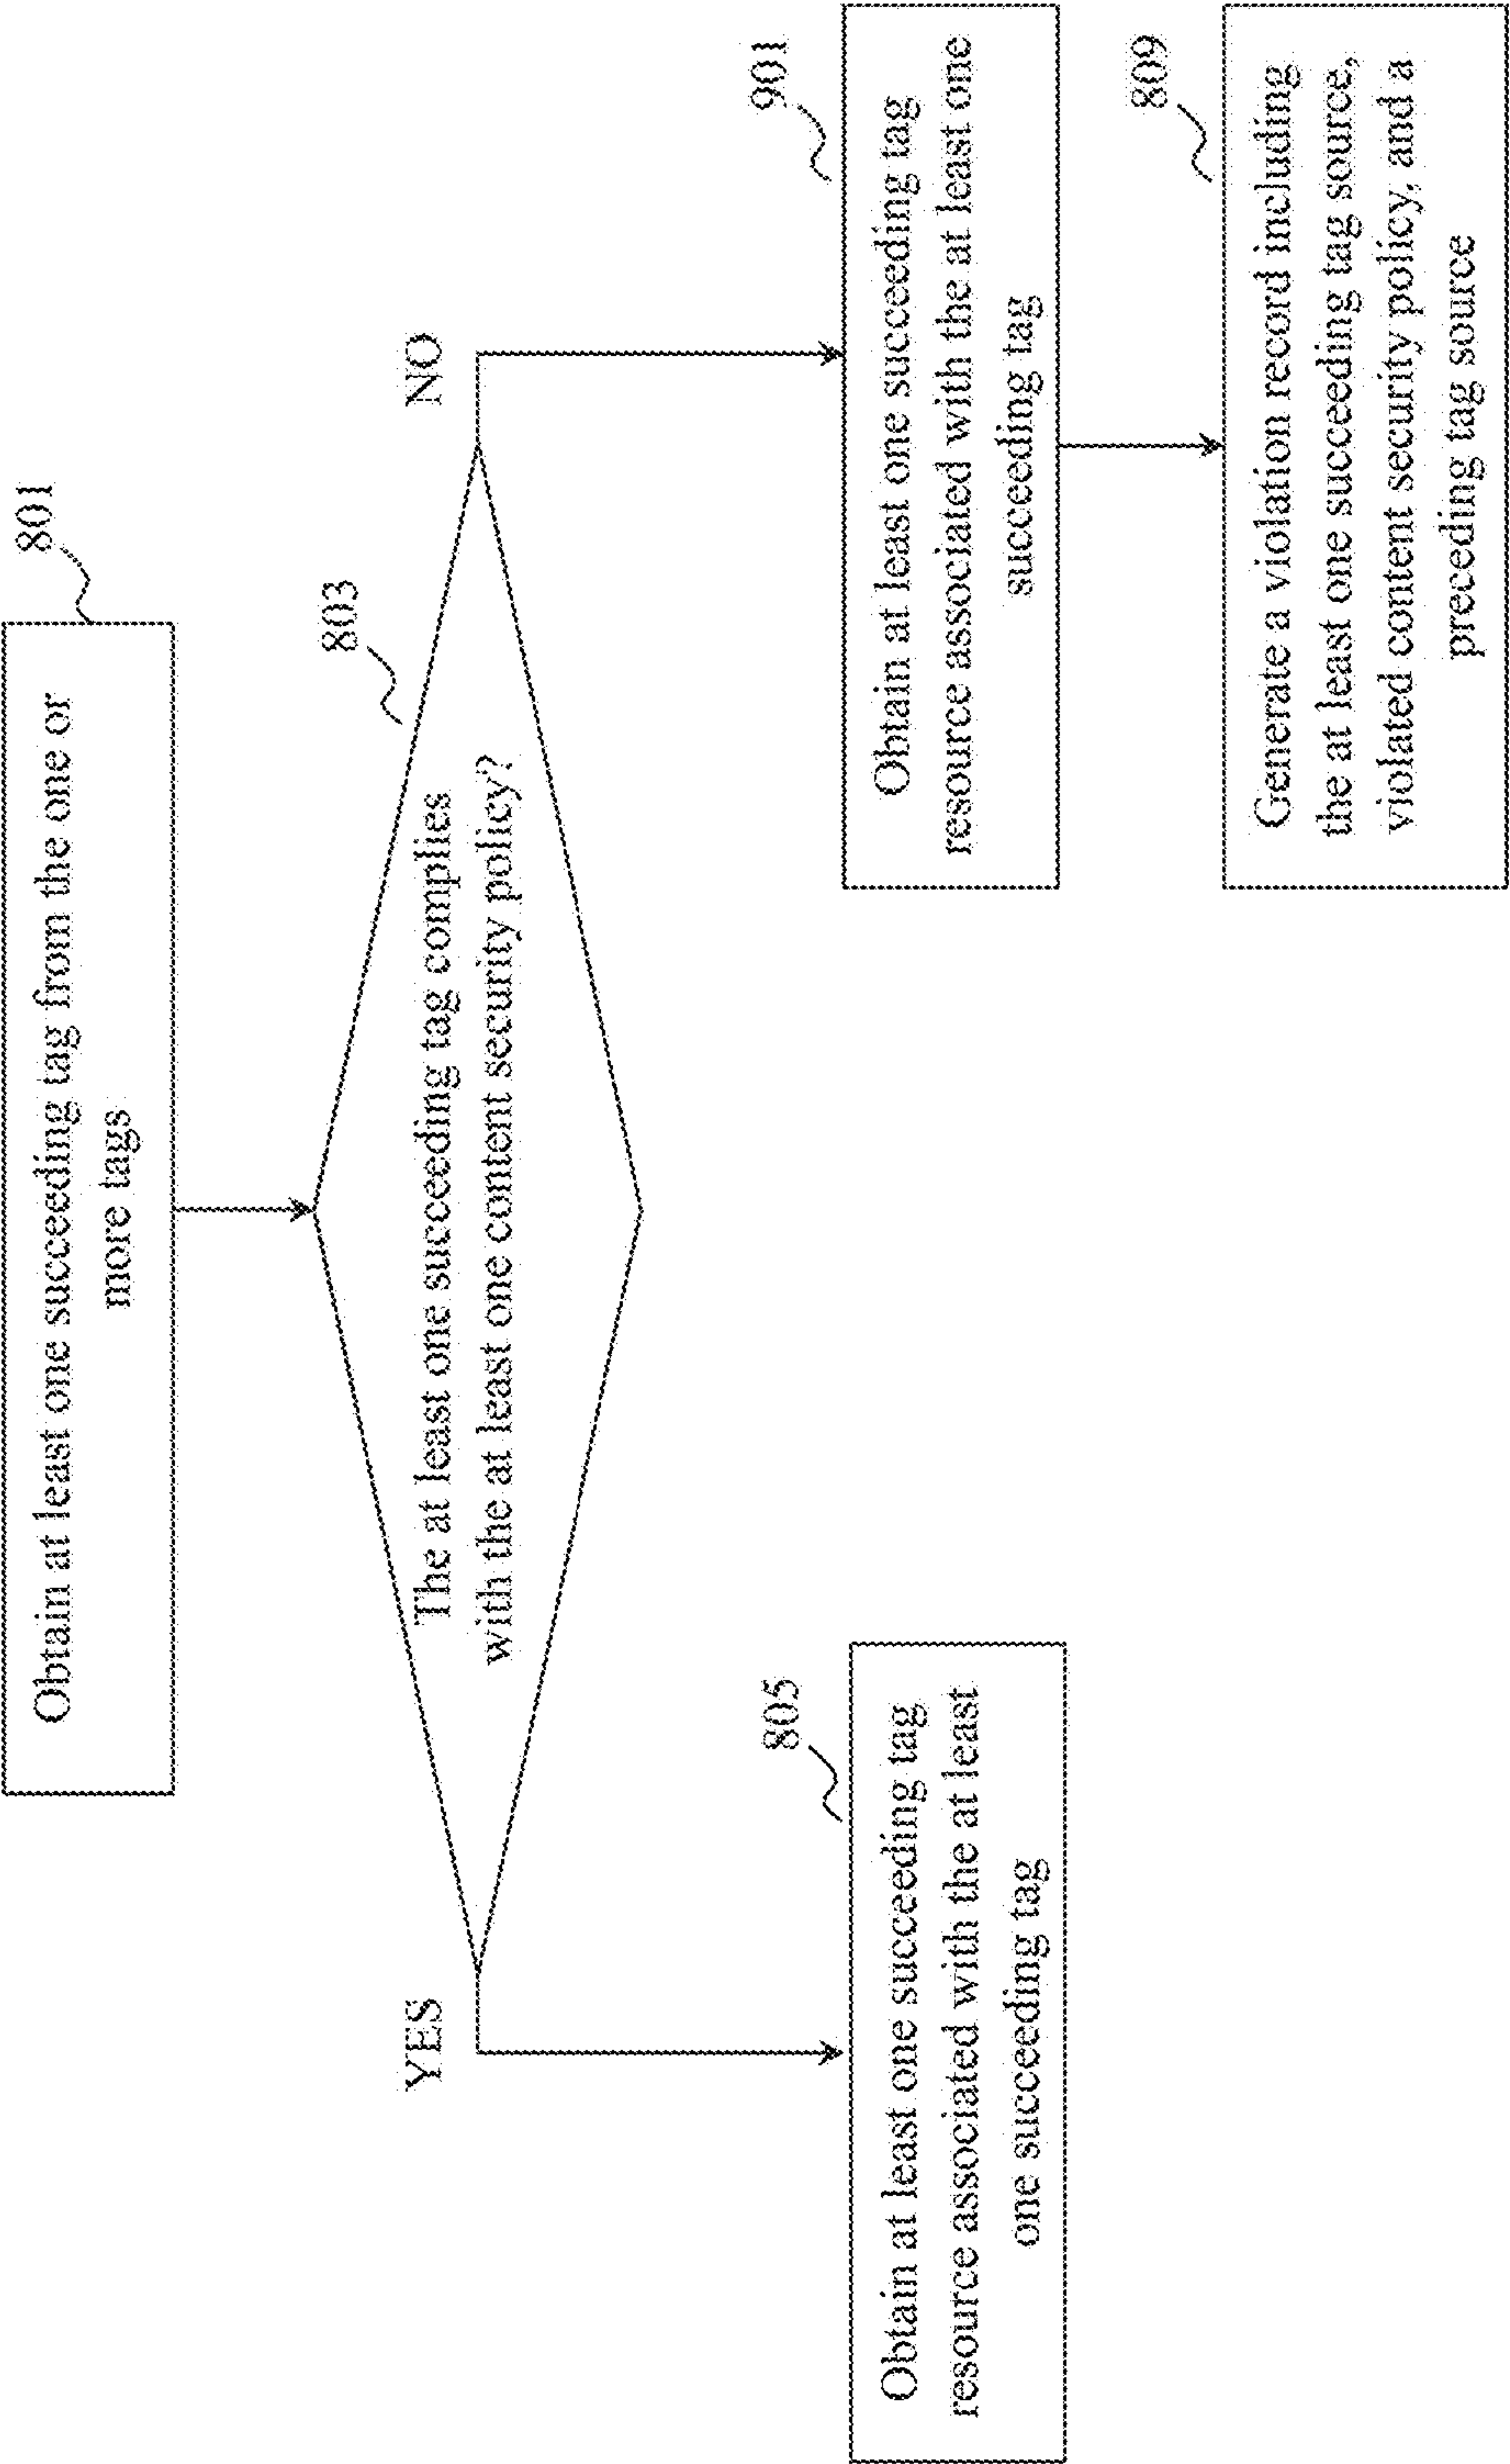 801
Obtain at least one succeeding tag from the one or
more tags
803
The at least one succeeding tag complies
with the at least one content security policy?
YES
NO
805
Obtain at least one succeeding tag
resource associated with the at least
one succeeding tag
901
Obtain at least one succeeding tag
resource associated with the at least one
succeeding tag
809
Generate a violation record including
the at least one succeeding tag source,
violated content security policy, and a
preceding tag source